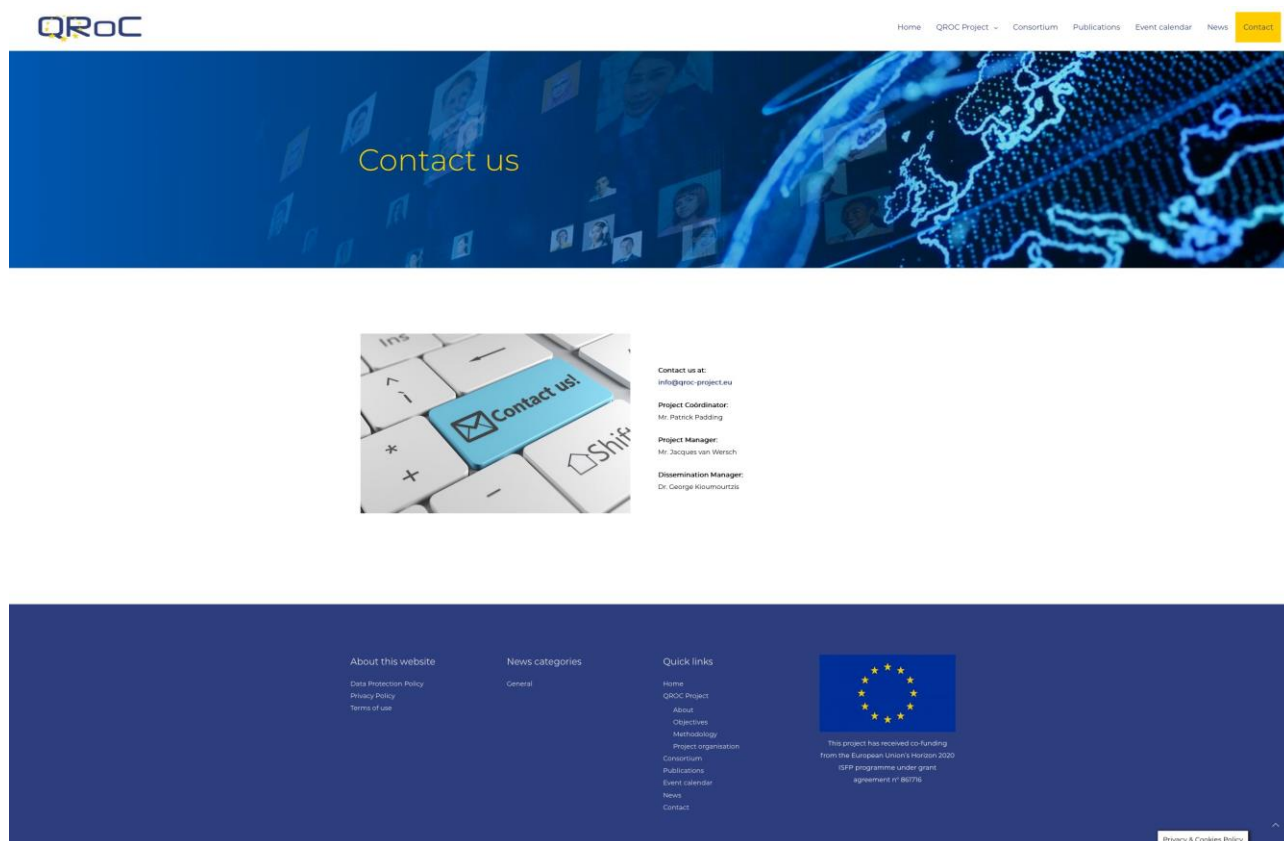 QRoC
Home QROC Project Consortium Publications Event calendar News Contact
Contact us
Ins
Contact us!
Shift
Contact us at:
info@qroc-project.eu
Project Coördinator:
Mr. Patrick Padding
Project Manager:
Mr. Jacques van Wersch
Dissemination Manager:
Dr. George Kioumourtzis
About this website
Data Protection Policy
Privacy Policy
Terms of use
News categories
General
Quick links
Home
QROC Project
About
Objectives
Methodology
Project organisation
Consortium
Publications
Event calendar
News
Contact
This project has received co-funding
from the European Union's Horizon 2020
ISFP programme under grant
agreement n° 861716
Privacy & Cookies Policy